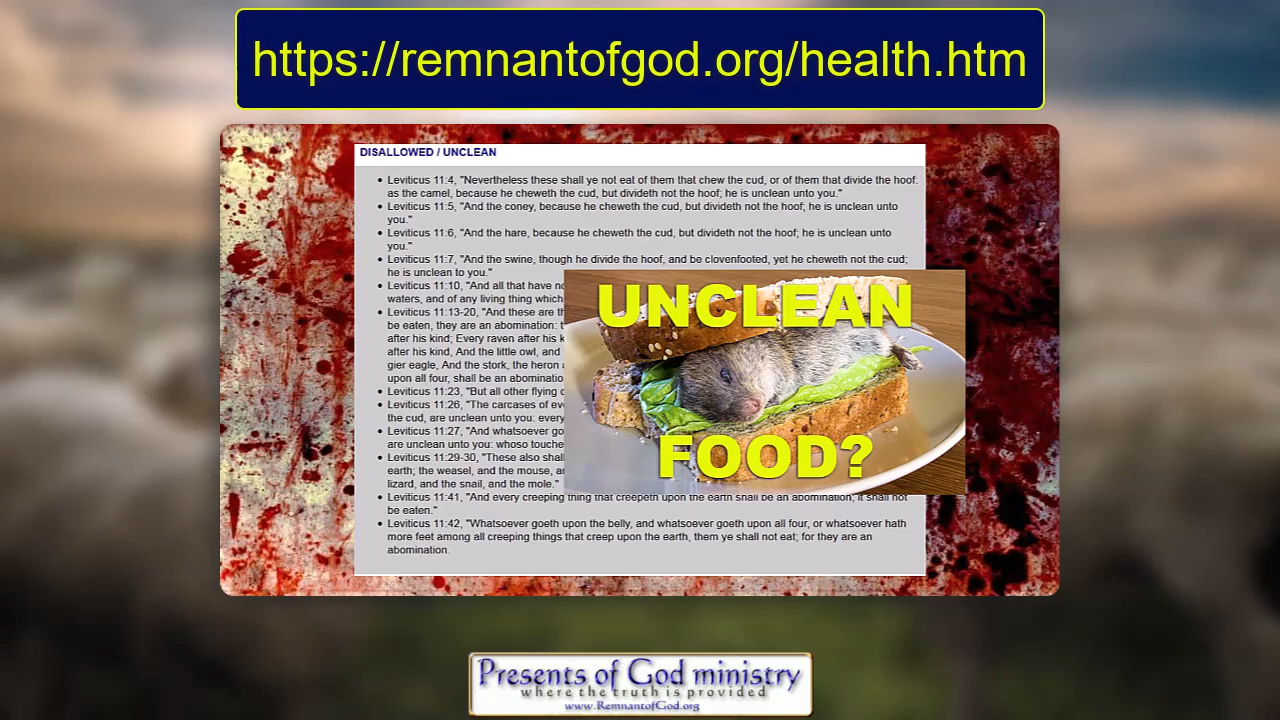 https://remnantofgod.org/health.htm
DISALLOWED / UNCLEAN
Leviticus 11:4, "Nevertheless these shall ye not eat of them that chew the cud, or of them that divide the hoof:
as the camel, because he cheweth the cud, but divideth not the hoof; he is unclean unto you."
Leviticus 11:5, "And the coney, because he cheweth the cud, but divideth not the hoof; he is unclean unto
you."
Leviticus 11:6, "And the hare, because he cheweth the cud, but divideth not the hoof; he is unclean unto
you."
Leviticus 11:7, "And the swine, though he divide the hoof, and be clovenfooted, yet he cheweth not the cud;
he is unclean to you."
Leviticus 11:10, "And all that have
waters, and of any living thing which
Leviticus 11:13-20, "And these are
be eaten, they are an abomination:
after his kind; Every raven after his
after his kind, And the little owl, and
gier eagle, And the stork, the heron
upon all four, shall be an
Leviticus 11:23, "But all other flying
Leviticus 11:26, "The carcases of
the cud, are unclean unto you:
Leviticus 11:27, "And whatsoever
are unclean unto you: whoso
Leviticus 11:29-30, "These also
earth; the weasel, and the mouse,
lizard, and the snail, and the mole."
UNCLEAN
FOOD?
Leviticus 11:41, "And every creeping thing that creepeth upon the earth shall be an abomination; it shall not
be eaten."
Leviticus 11:42, "Whatsoever goeth upon the belly, and whatsoever goeth upon all four, or whatsoever hath
more feet among all creeping things that creep upon the earth, them ye shall not eat; for they are an
abomination.
Presents of God ministry
where the truth is provided
www.RemnantofGod.org